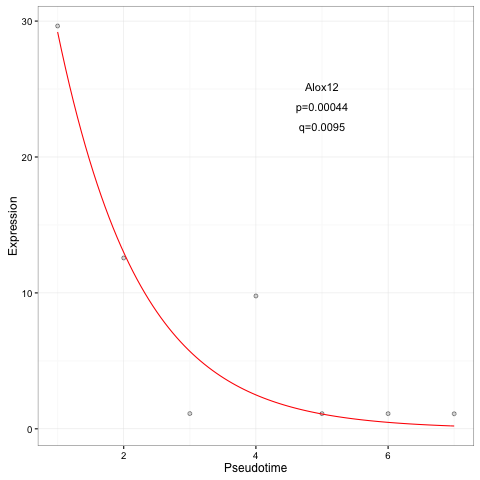 30
Alox12
p=0.00044
q=0.0095
20
Expression
10
0
2 4 6
Pseudotime